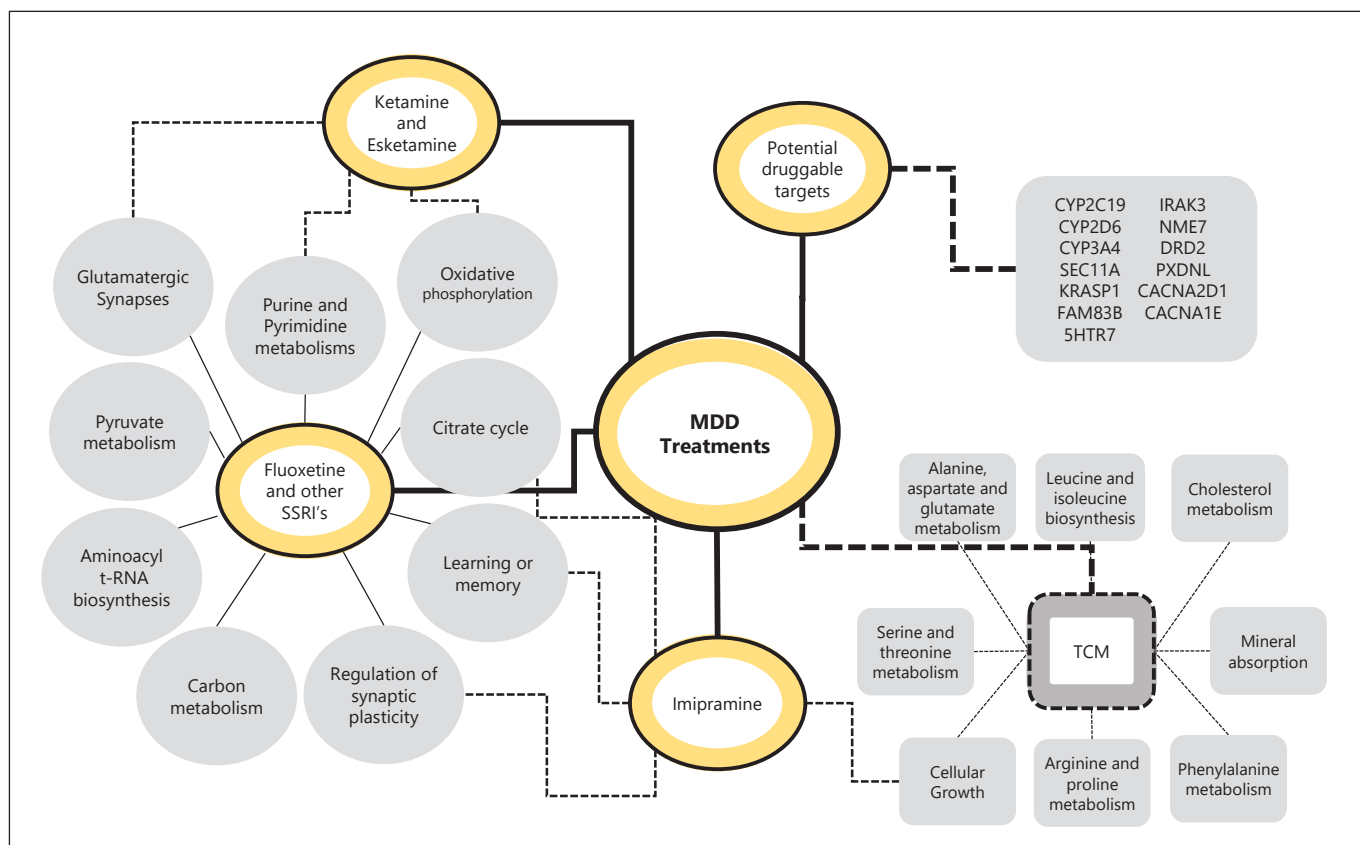 Ketamine
and
Esketamine
Potential
druggable
targets
CYP2C19 IRAK3
CYP2D6 NME7
CYP3A4 DRD2
SEC11A PXDNL
KRASP1 CACNA2D1
FAM83B CACNA1E
5HTR7
Glutamatergic
Synapses
Purine and
Pyrimidine
metabolisms
Oxidative
phosphorylation
Pyruvate
metabolism
Citrate cycle
MDD
Treatments
Fluoxetine
and other
SSRI's
Aminoacyl
t-RNA
biosynthesis
Learning or
memory
Carbon
metabolism
Regulation of
synaptic
plasticity
Imipramine
Alanine,
aspartate and
glutamate
metabolism
Leucine and
isoleucine
biosynthesis
Cholesterol
metabolism
Serine and
threonine
metabolism
TCM
Mineral
absorption
Cellular
Growth
Arginine and
proline
metabolism
Phenylalanine
metabolism